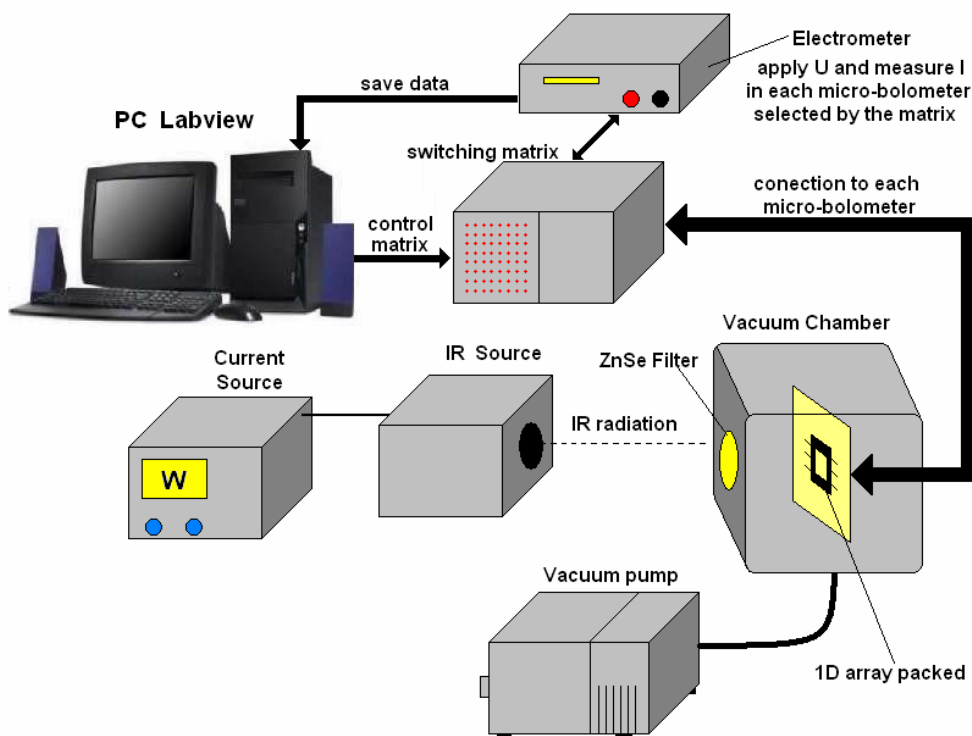 Electrometer
apply U and measure I
in each micro-bolometer
selected by the matrix
save data
PC Labview
switching matrix
conection to each
micro-bolometer
control
matrix
Vacuum Chamber
Current
Source
IR Source
ZnSe Filter
IR radiation
W
Vacuum pump
1D array packed